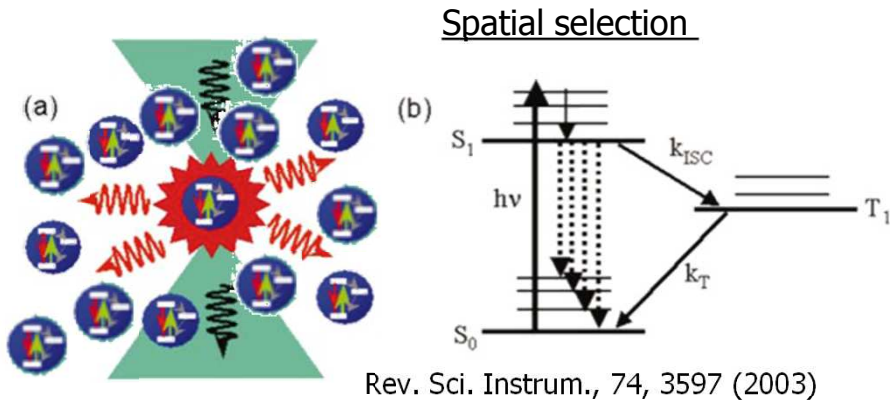 Spatial selection
(a)
(b)
S1
kISC
hν
T1
kT
S0
Rev. Sci. Instrum., 74, 3597 (2003)